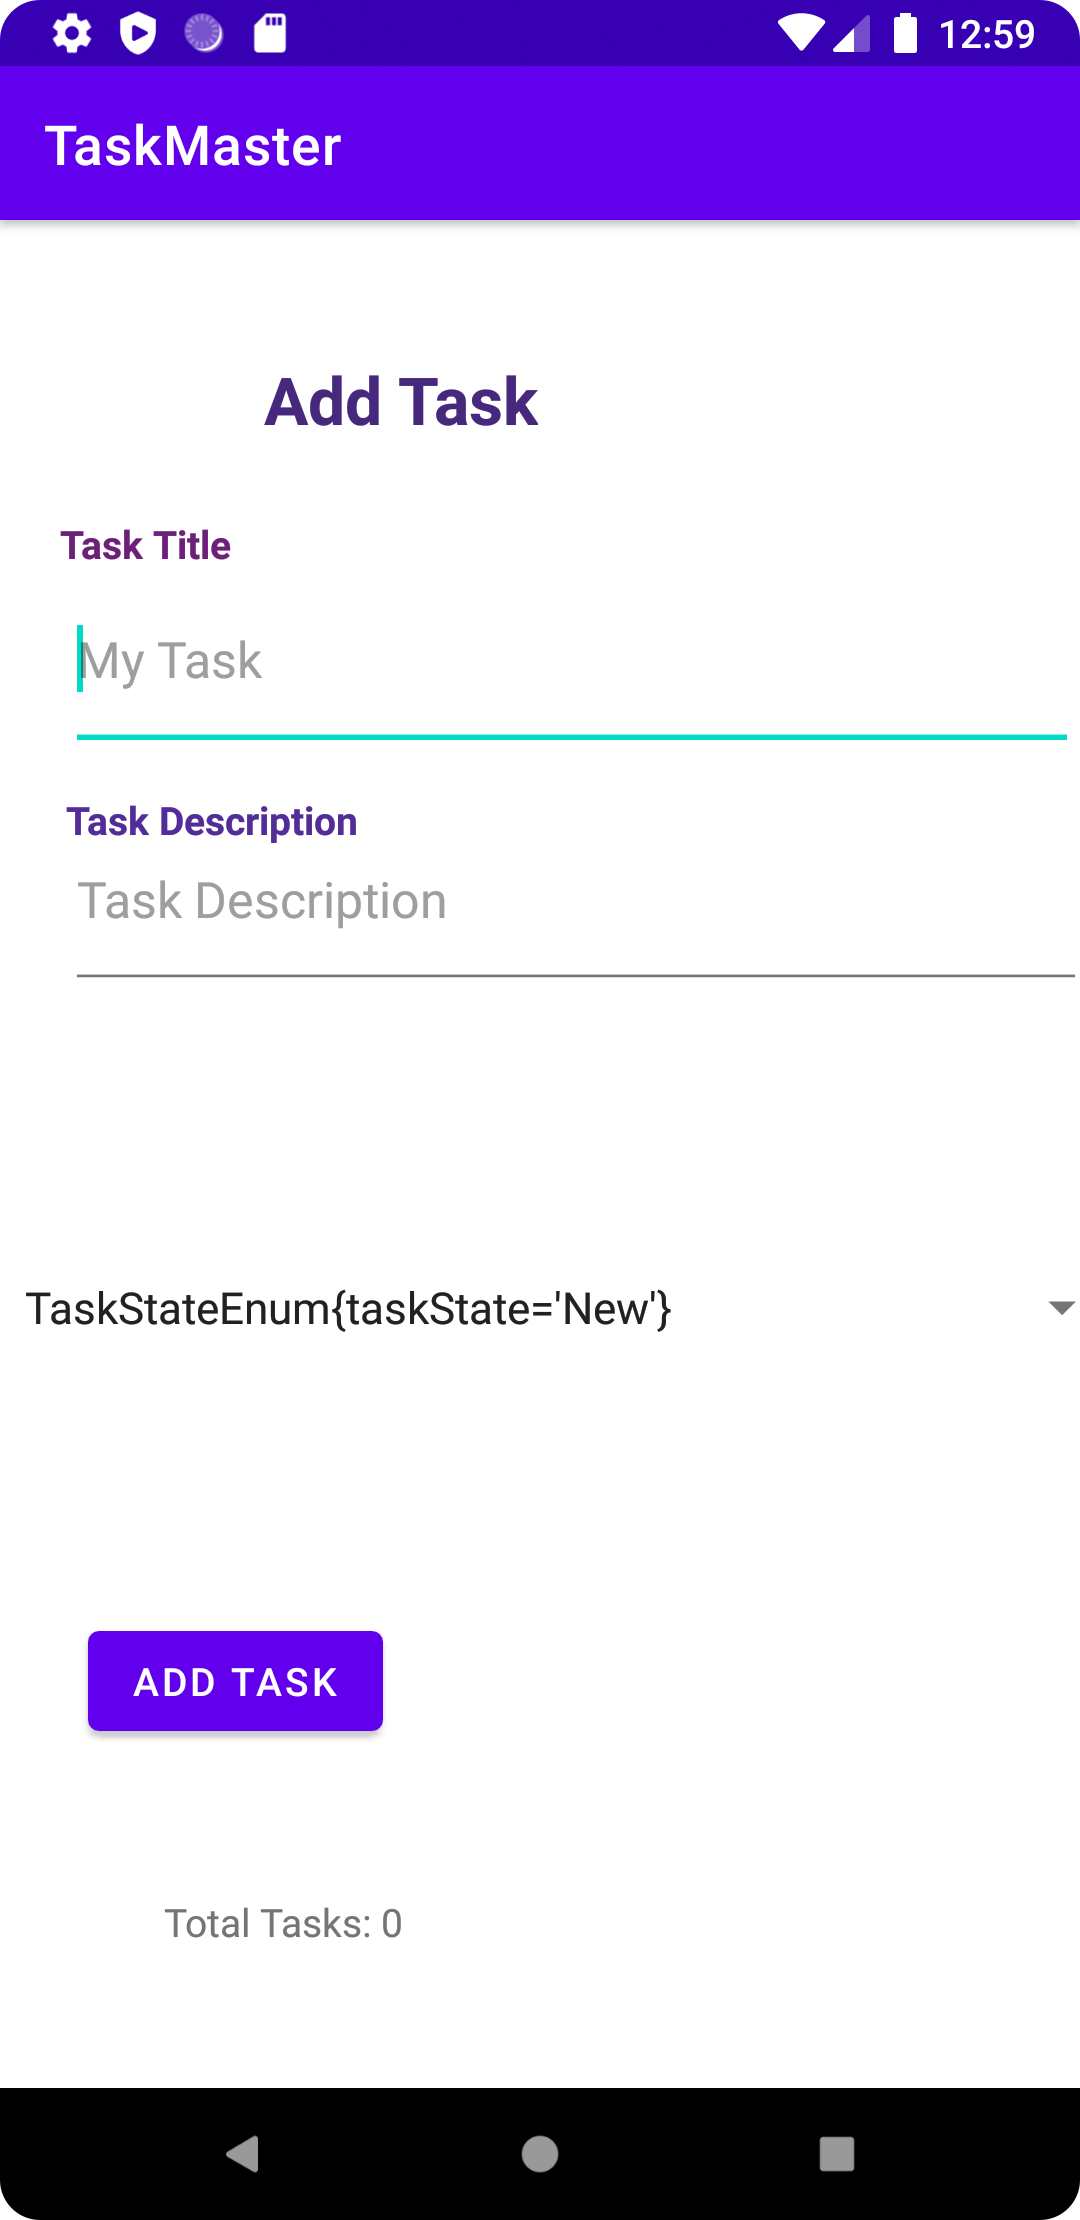 12:59
TaskMaster
Add Task
Task Title
My Task
Task Description
Task Description
TaskStateEnum{taskState='New'}
ADD TASK
Total Tasks: 0